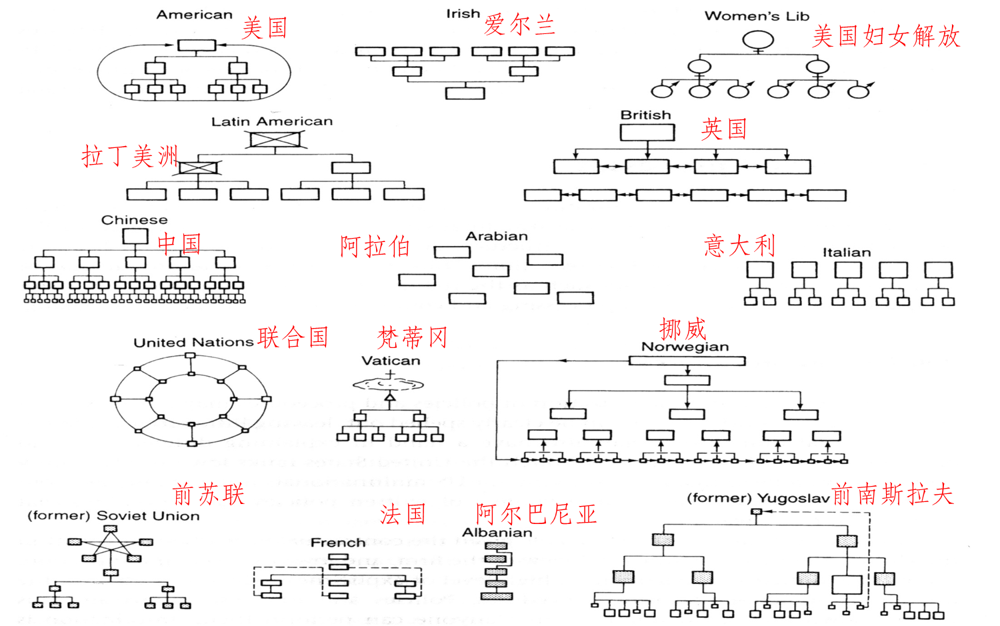 American
美国
Irish
爱尔兰
Women's Lib
美国妇女解放
Latin American
拉丁美洲
British
英国
Chinese
中国
阿拉伯
Arabian
意大利
Italian
United Nations
联合国
梵蒂冈
Vatican
挪威
Norwegian
前苏联
(former) Soviet Union
法国
French
阿尔巴尼亚
Albanian
(former) Yugoslav
前南斯拉夫